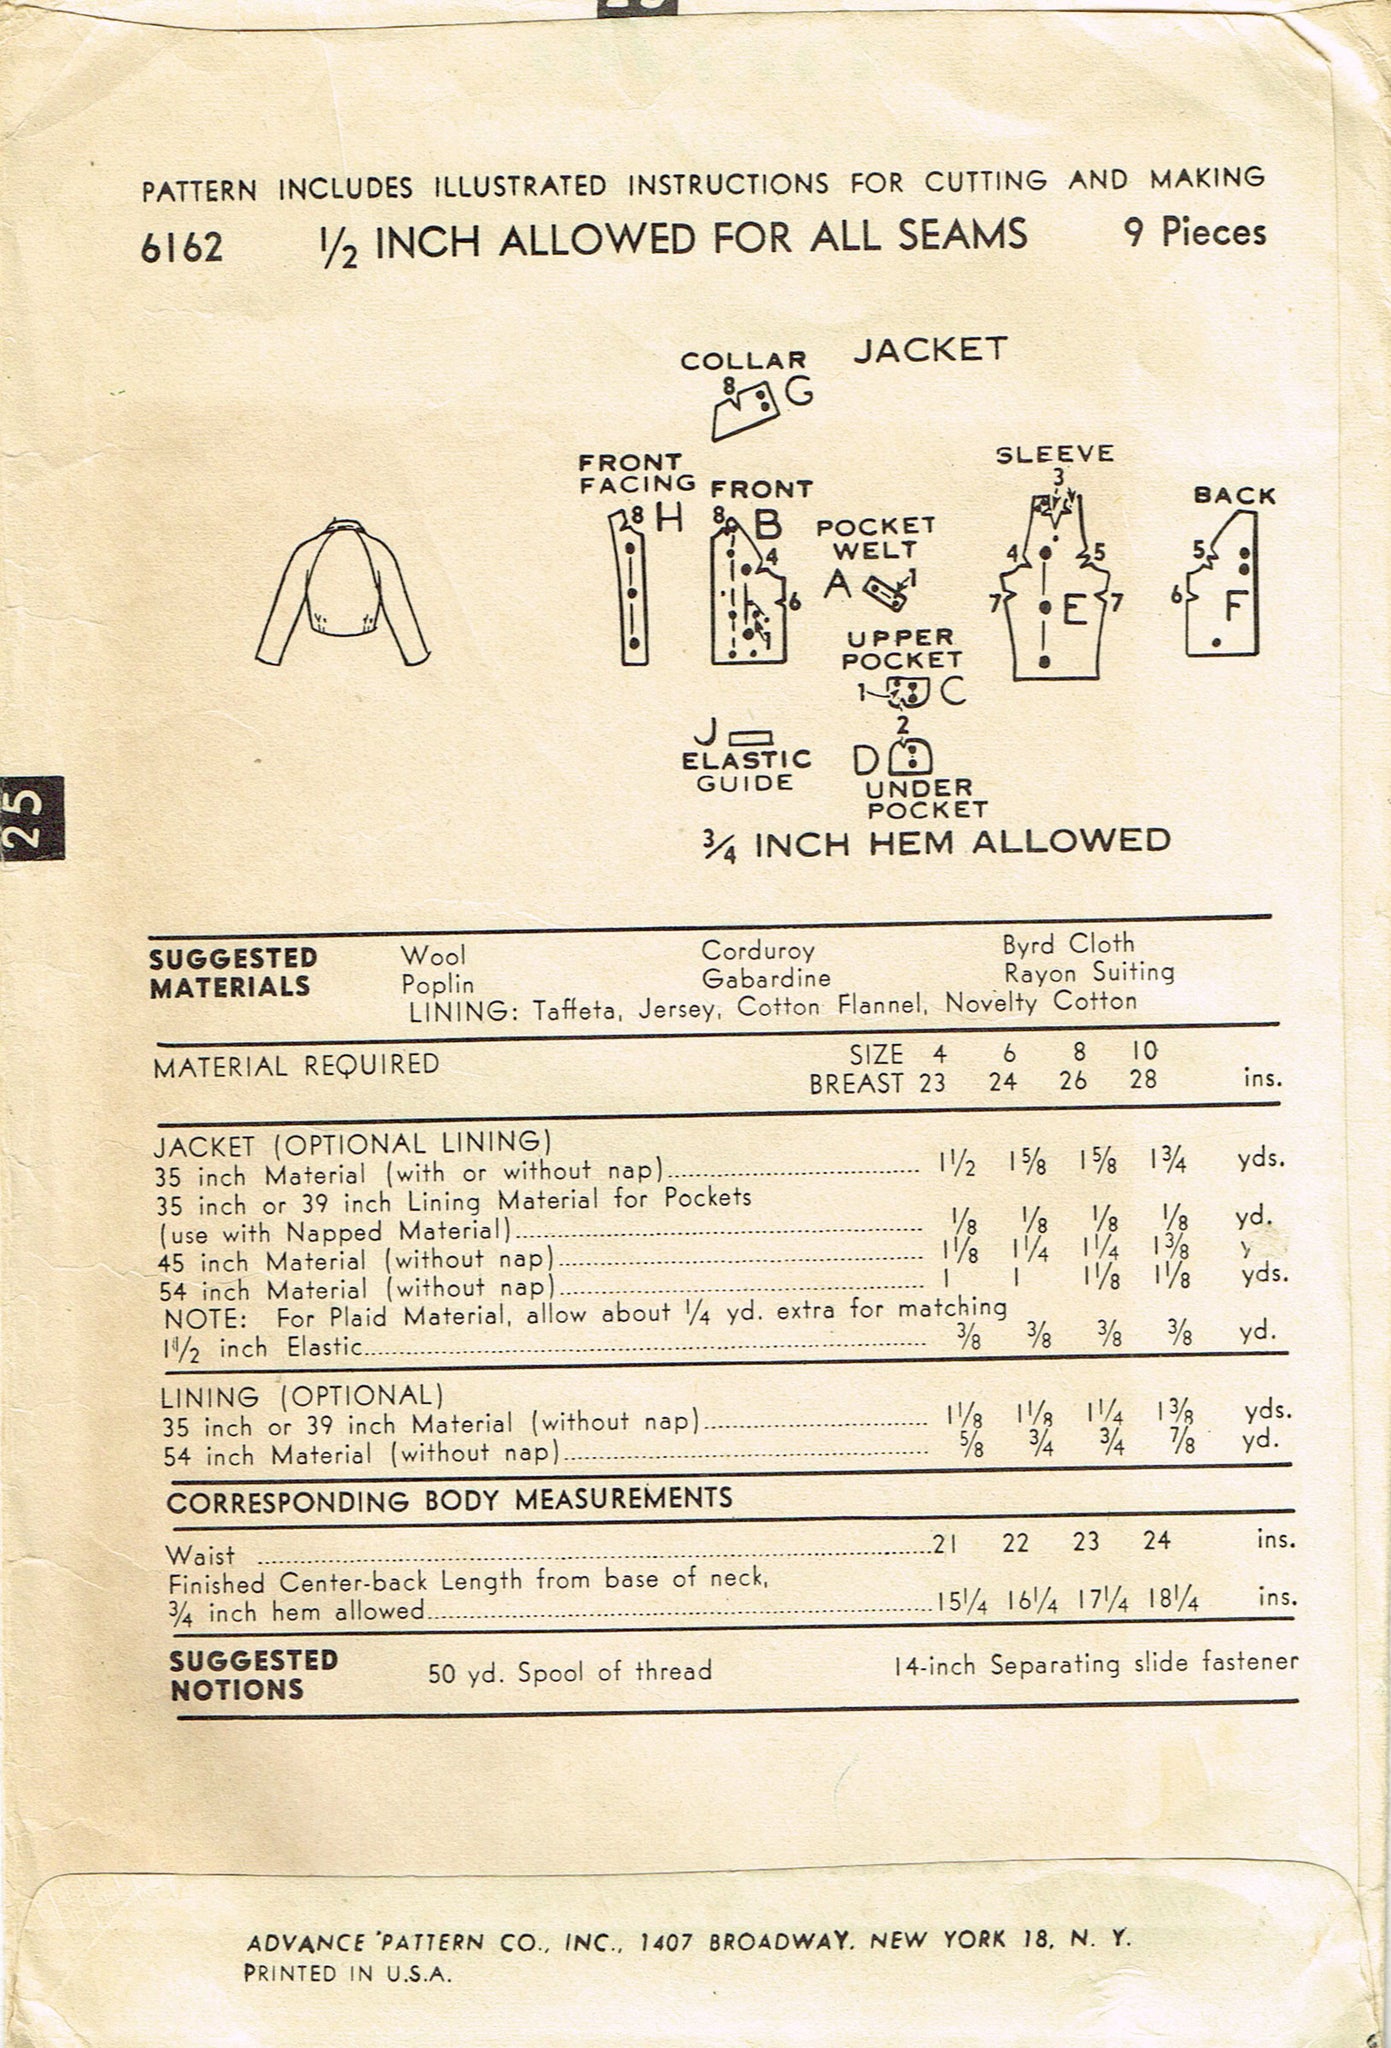 PATTERN INCLUDES ILLUSTRATED INSTRUCTIONS FOR CUTTING AND MAKING
6162 1/2 INCH ALLOWED FOR ALL SEAMS 9 Pieces
JACKET
COLLAR
8 G
FRONT
FACING
8 H
FRONT
8 B
4
6
1
POCKET
WELT
A 1
SLEEVE
3
4 5
7 E 7
BACK
5
6 F
UPPER
POCKET
1 C
2
J
ELASTIC
GUIDE
D
UNDER
POCKET
3/4 INCH HEM ALLOWED
25
SUGGESTED MATERIALS
Wool Corduroy Byrd Cloth
Poplin Gabardine Rayon Suiting
LINING: Taffeta, Jersey, Cotton Flannel, Novelty Cotton
MATERIAL REQUIRED
SIZE 4 6 8 10
BREAST 23 24 26 28 ins.
JACKET (OPTIONAL LINING)
35 inch Material (with or without nap) 1 1/2 1 5/8 1 5/8 1 3/4 yds.
35 inch or 39 inch Lining Material for Pockets
(use with Napped Material) 1/8 1/8 1/8 1/8 yd.
45 inch Material (without nap) 1 1/8 1 1/4 1 1/4 1 3/8 y
54 inch Material (without nap) 1 1 1 1/8 1 1/8 yds.
NOTE: For Plaid Material, allow about 1/4 yd. extra for matching
1 1/2 inch Elastic 3/8 3/8 3/8 3/8 yd.
LINING (OPTIONAL)
35 inch or 39 inch Material (without nap) 1 1/8 1 1/8 1 1/4 1 3/8 yds.
54 inch Material (without nap) 5/8 3/4 3/4 7/8 yd.
CORRESPONDING BODY MEASUREMENTS
Waist 21 22 23 24 ins.
Finished Center-back Length from base of neck,
3/4 inch hem allowed 15 1/4 16 1/4 17 1/4 18 1/4 ins.
SUGGESTED NOTIONS
50 yd. Spool of thread 14-inch Separating slide fastener
ADVANCE PATTERN CO., INC., 1407 BROADWAY, NEW YORK 18, N. Y.
PRINTED IN U.S.A.